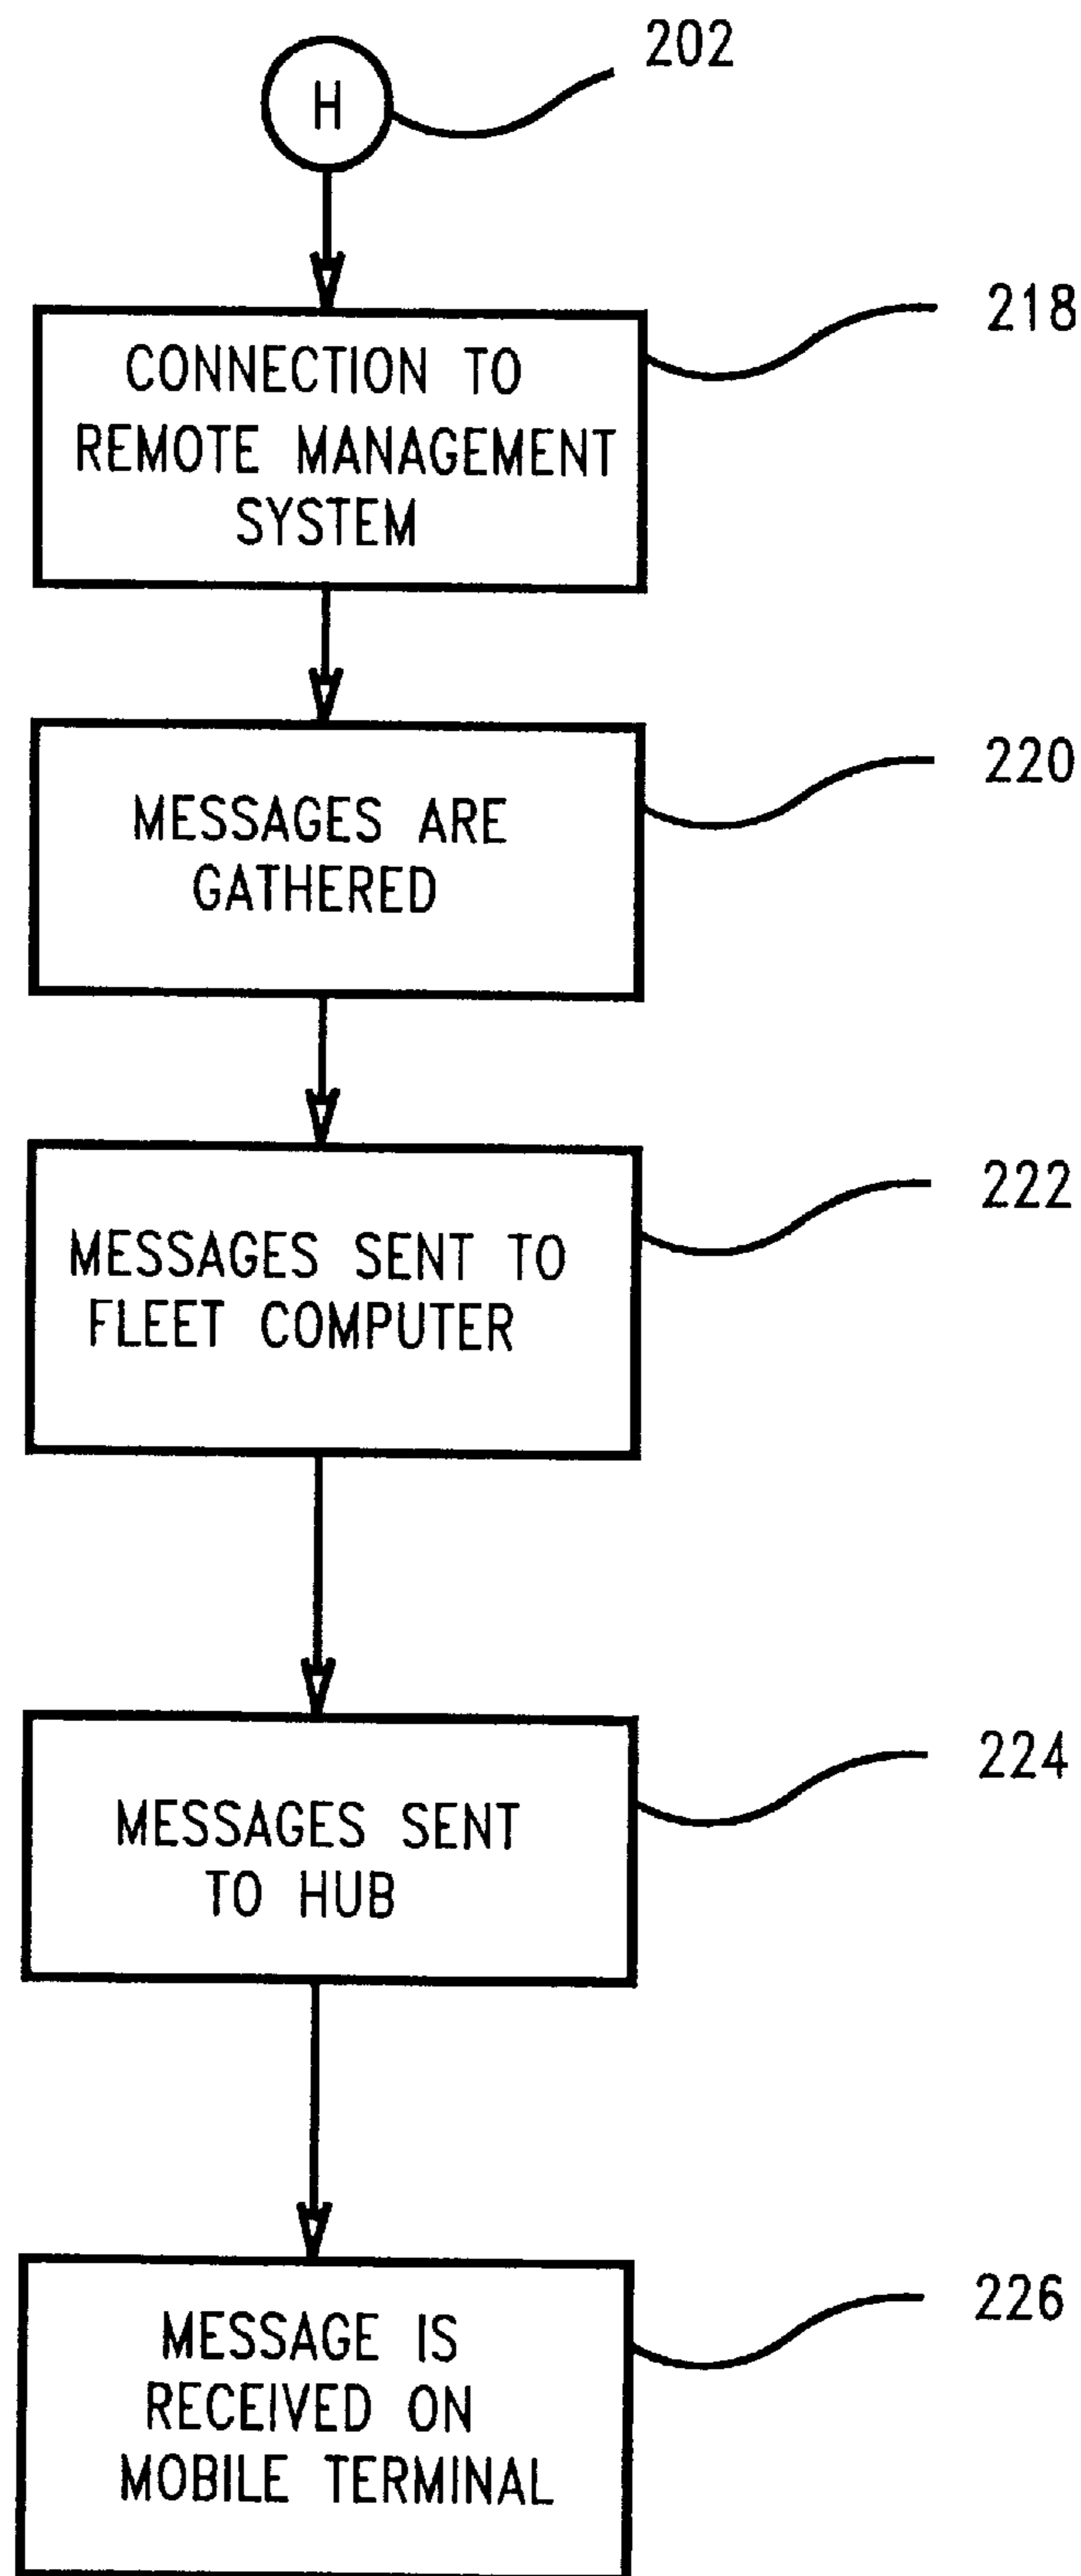 202
H
218
CONNECTION TO
REMOTE MANAGEMENT
SYSTEM
220
MESSAGES ARE
GATHERED
222
MESSAGES SENT TO
FLEET COMPUTER
224
MESSAGES SENT
TO HUB
226
MESSAGE IS
RECEIVED ON
MOBILE TERMINAL